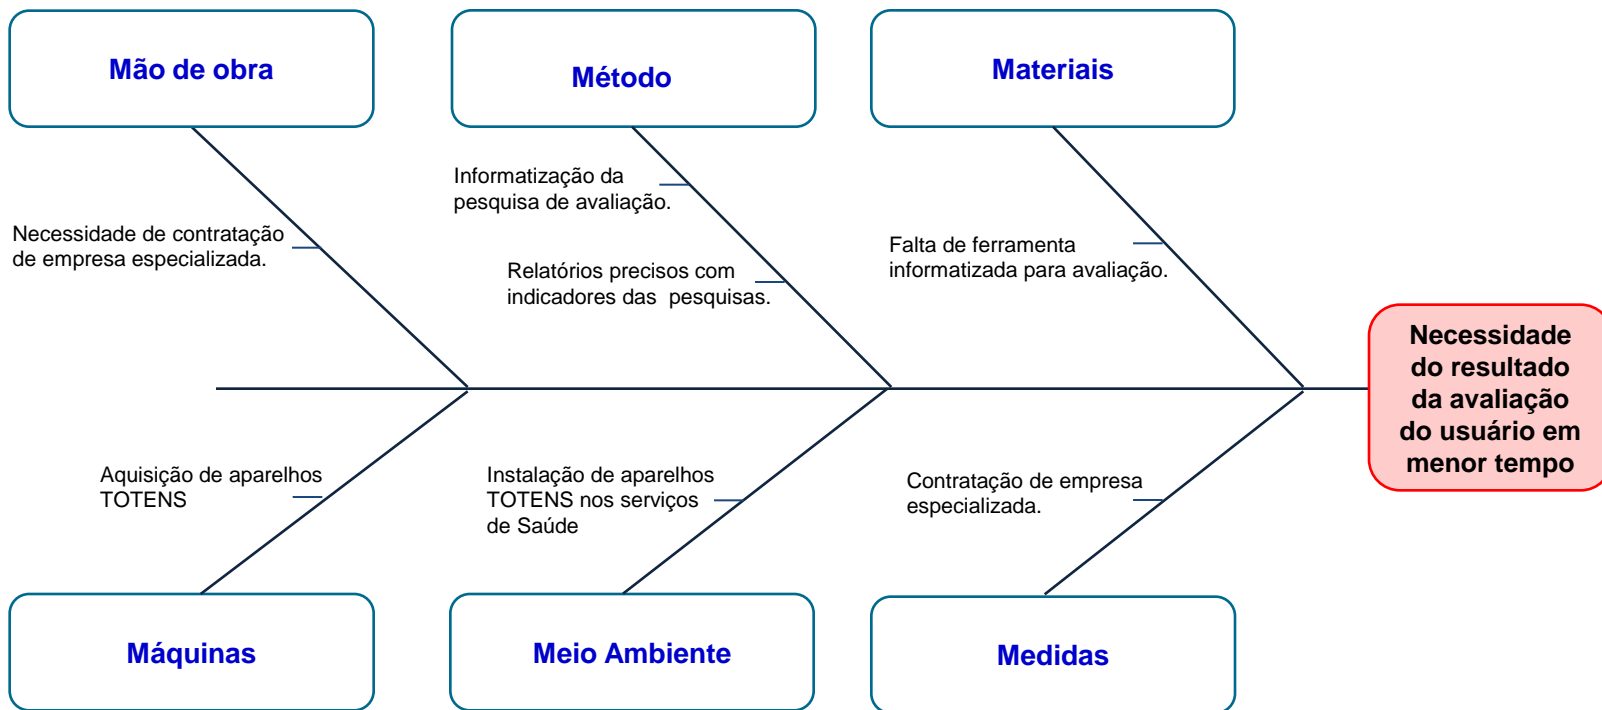 Mão de obra
Método
Materiais
Informatização da
pesquisa de avaliação.
Necessidade de contratação
de empresa especializada.
Relatórios precisos com
indicadores das  pesquisas.
Falta de ferramenta
informatizada para avaliação.
Necessidade
do resultado
da avaliação
do usuário em
menor tempo
Aquisição de aparelhos
TOTENS
Instalação de aparelhos
TOTENS nos serviços
de Saúde
Contratação de empresa
especializada.
Máquinas
Meio Ambiente
Medidas